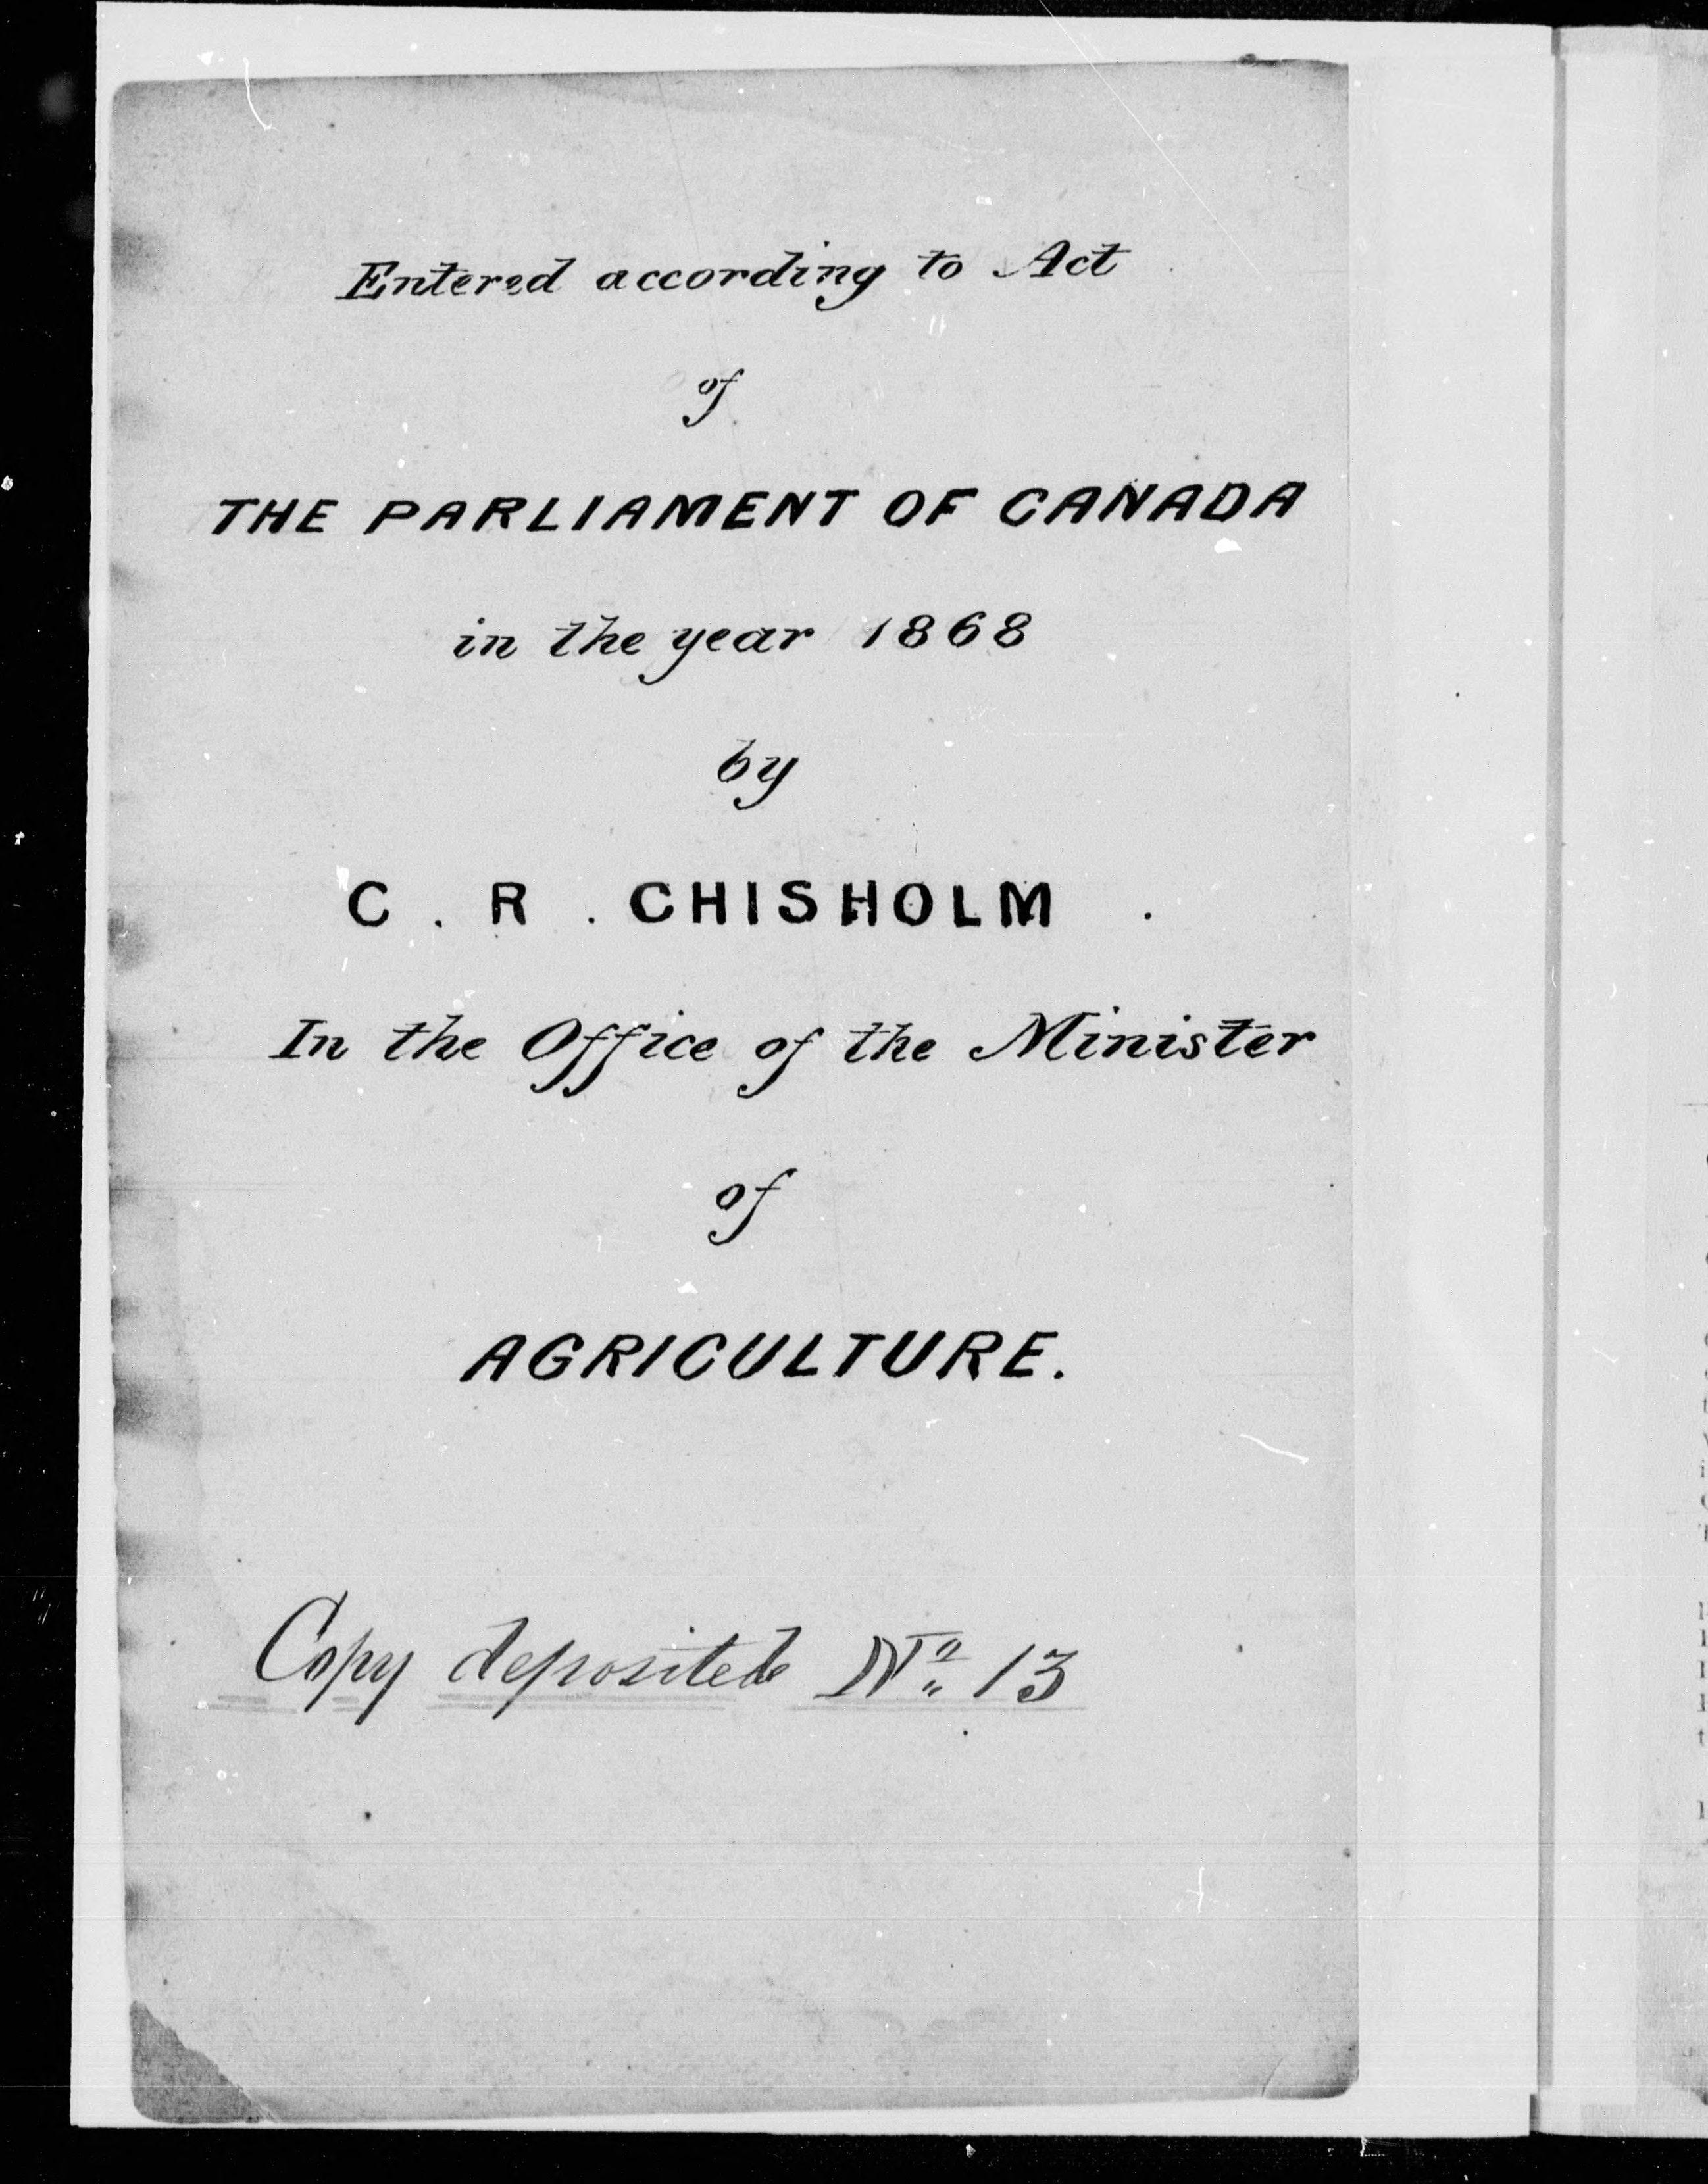 Entered according to Act
of
THE PARLIAMENT OF CANADA
in the year 1868
by
C . R . CHISHOLM .
In the Office of the Minister
of
AGRICULTURE.
Copy deposited Nº 13